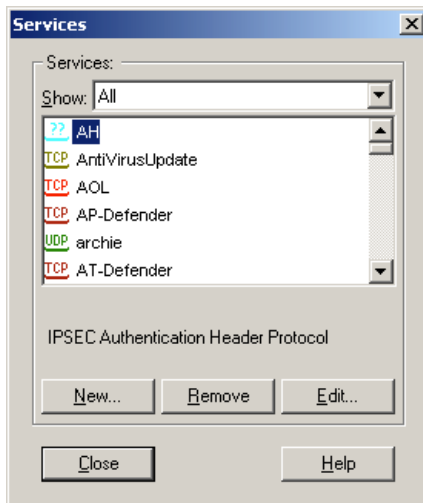 Services
Services:
Show: All
?? AH
TCP AntiVirusUpdate
TCP AOL
TCP AP-Defender
UDP archie
TCP AT-Defender
IPSEC Authentication Header Protocol
New... Remove Edit...
Close Help